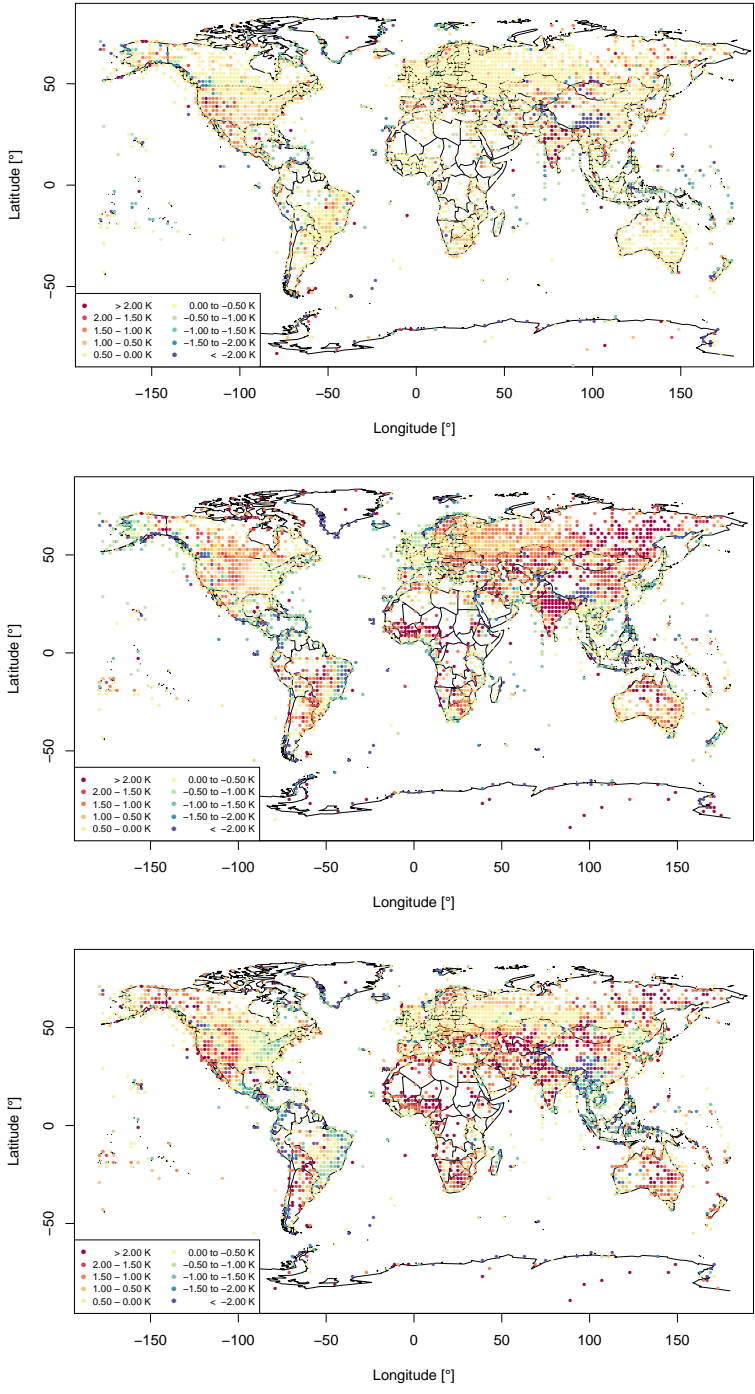 Latitude [°]
50
0
−50
> 2.00 K 0.00 to −0.50 K
2.00 − 1.50 K −0.50 to −1.00 K
1.50 − 1.00 K −1.00 to −1.50 K
1.00 − 0.50 K −1.50 to −2.00 K
0.50 − 0.00 K < −2.00 K
−150 −100 −50 0 50 100 150
Longitude [°]
Latitude [°]
50
0
−50
> 2.00 K 0.00 to −0.50 K
2.00 − 1.50 K −0.50 to −1.00 K
1.50 − 1.00 K −1.00 to −1.50 K
1.00 − 0.50 K −1.50 to −2.00 K
0.50 − 0.00 K < −2.00 K
−150 −100 −50 0 50 100 150
Longitude [°]
Latitude [°]
50
0
−50
> 2.00 K 0.00 to −0.50 K
2.00 − 1.50 K −0.50 to −1.00 K
1.50 − 1.00 K −1.00 to −1.50 K
1.00 − 0.50 K −1.50 to −2.00 K
0.50 − 0.00 K < −2.00 K
−150 −100 −50 0 50 100 150
Longitude [°]